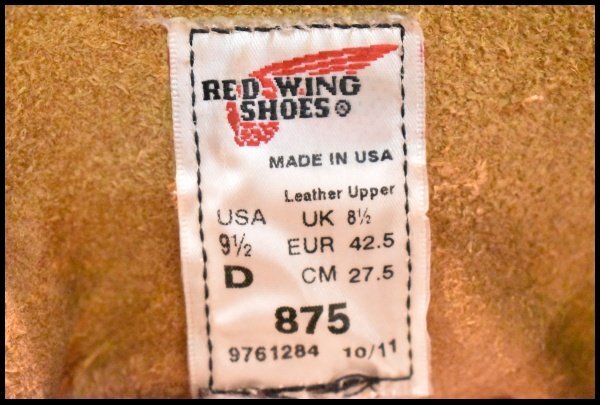 RED WING
SHOES®
MADE IN USA
Leather Upper
USA UK 8½
9½ EUR 42.5
D CM 27.5
875
9761284 10/11